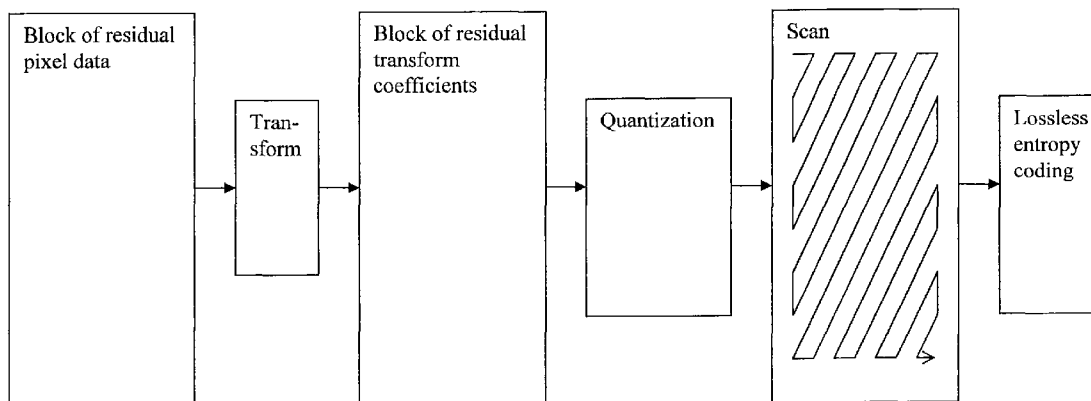 Block of residual
pixel data
Tran-
sform
Block of residual
transform
coefficients
Quantization
Scan
Lossless
entropy
coding